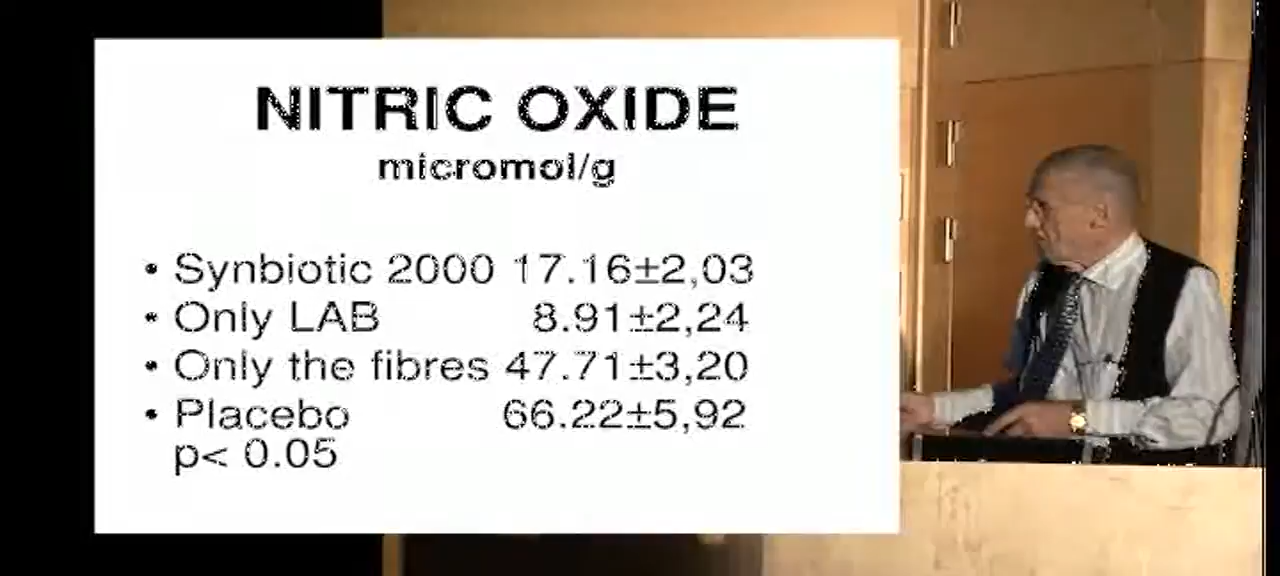 NITRIC OXIDE
micromol/g
• Synbiotic 2000 17.16±2,03
• Only LAB 8.91±2,24
• Only the fibres 47.71±3,20
• Placebo 66.22±5,92
p< 0.05